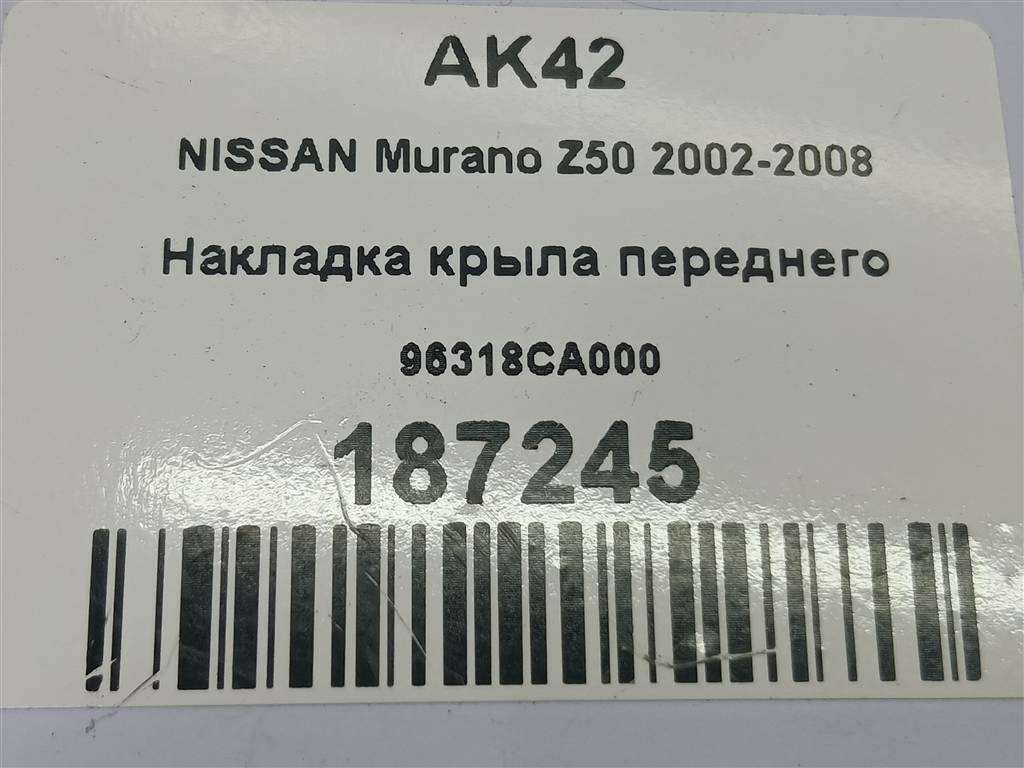 AK42
NISSAN Murano Z50 2002-2008
Накладка крыла переднего
96318CA000
187245